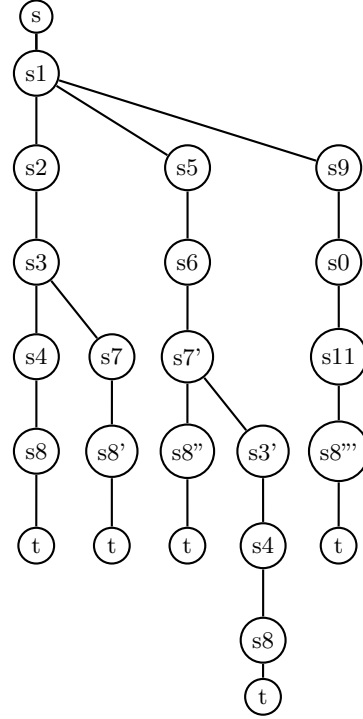 s
s1
s2 s5 s9
s3 s6 s0
s4 s7 s7' s11
s8 s8' s8" s3' s8"'
t t t s4 t
s8
t